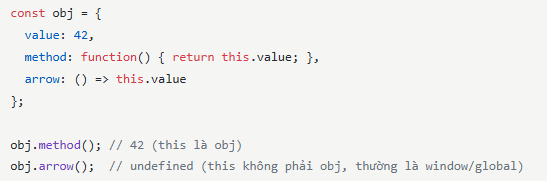 const obj = {
  value: 42,
  method: function() { return this.value; },
  arrow: () => this.value
};

obj.method(); // 42 (this là obj)
obj.arrow();  // undefined (this không phải obj, thường là window/global)